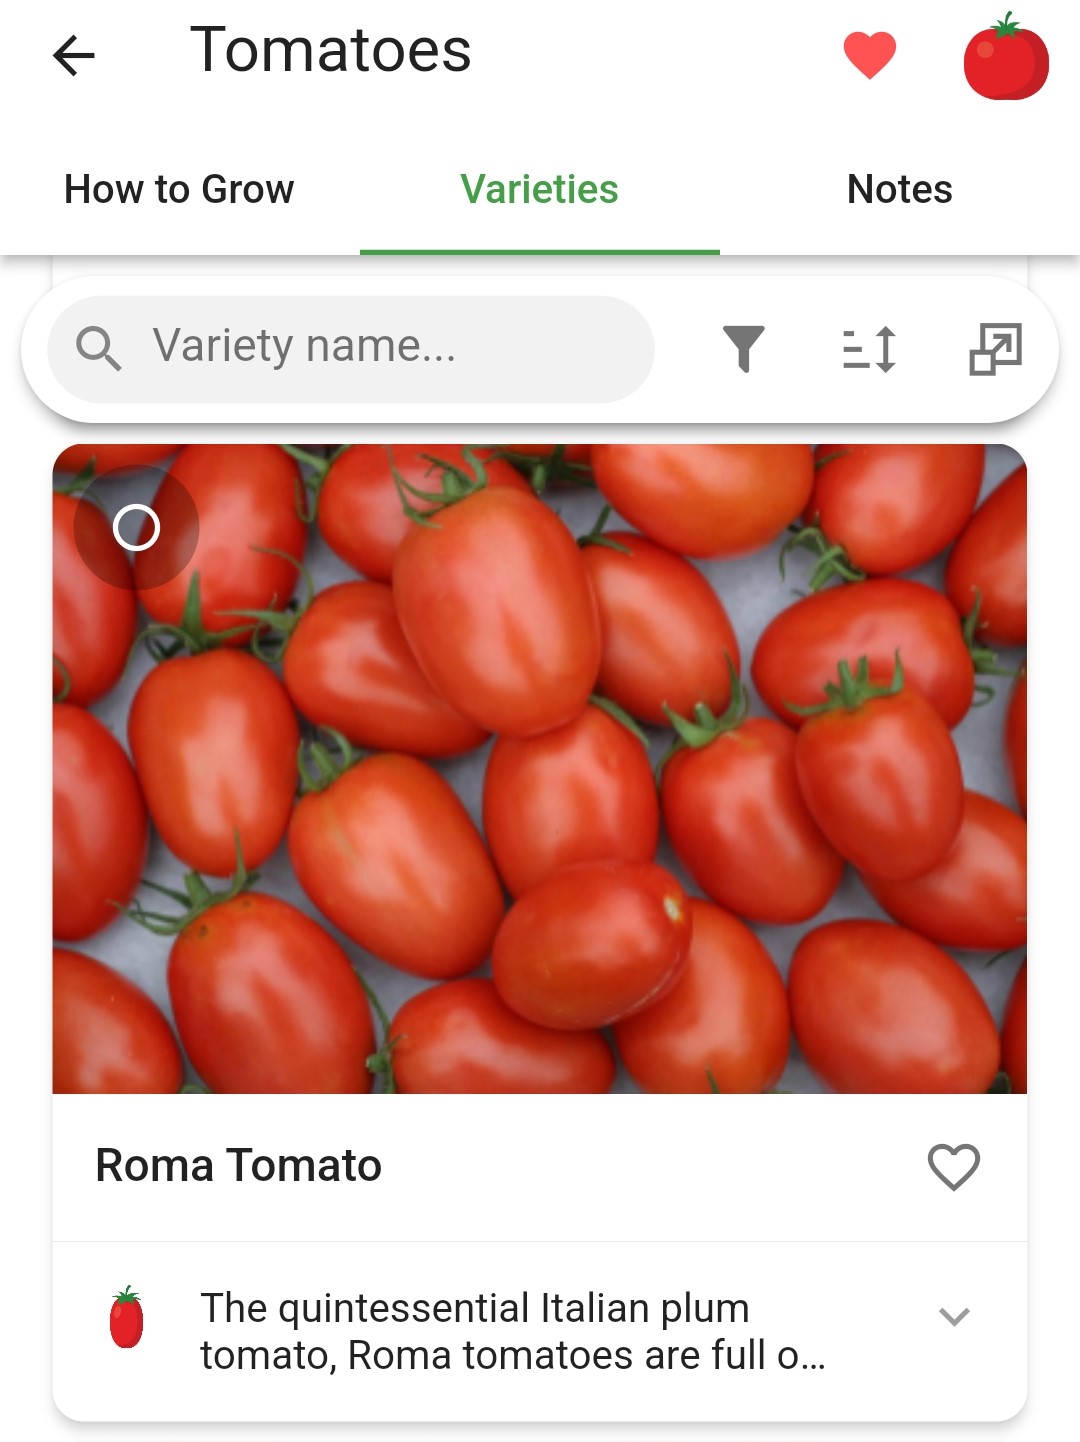 Tomatoes
How to Grow
Varieties
Notes
Variety name...
Roma Tomato
The quintessential Italian plum
tomato, Roma tomatoes are full o...